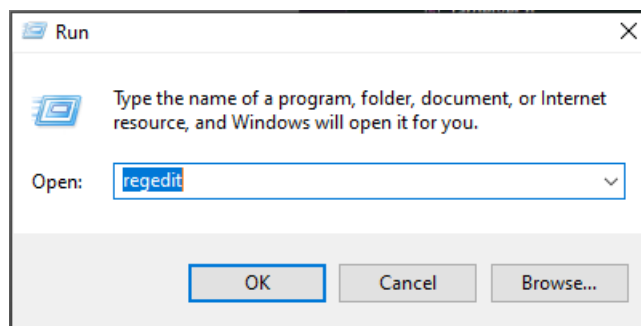 Run
Type the name of a program, folder, document, or Internet
resource, and Windows will open it for you.
Open: regedit
OK Cancel Browse...